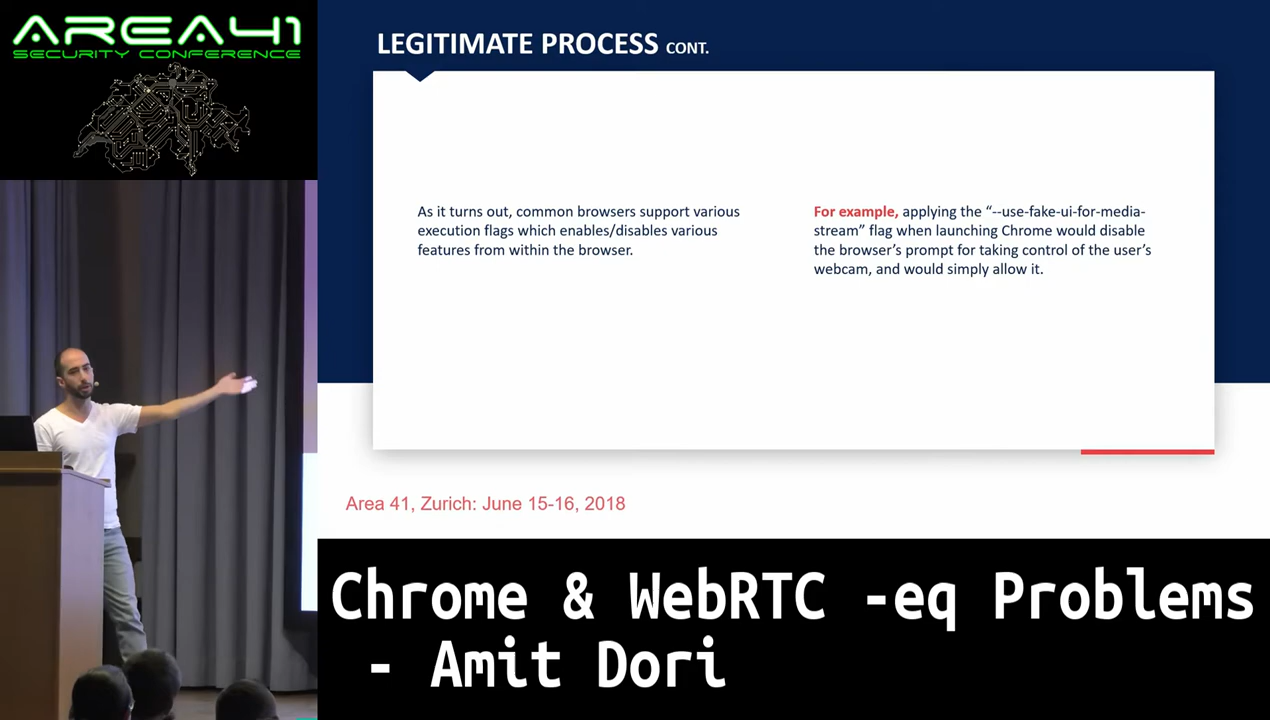 AREA41
SECURITY CONFERENCE
LEGITIMATE PROCESS CONT.
As it turns out, common browsers support various
execution flags which enables/disables various
features from within the browser.
For example, applying the “--use-fake-ui-for-media-
stream” flag when launching Chrome would disable
the browser’s prompt for taking control of the user’s
webcam, and would simply allow it.
Area 41, Zurich: June 15-16, 2018
Chrome & WebRTC -eq Problems
- Amit Dori